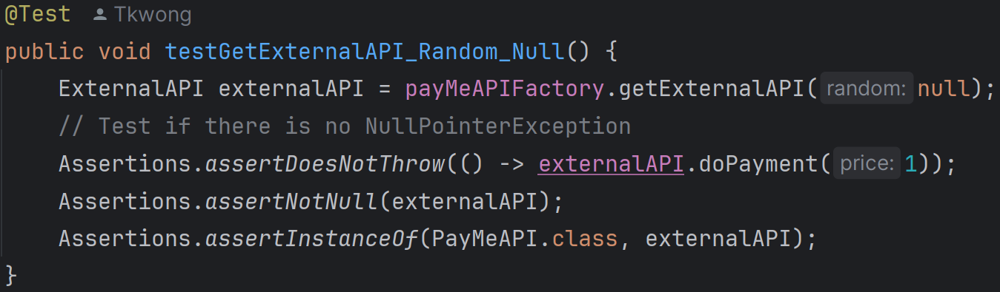 @Test Tkwong
public void testGetExternalAPI_Random_Null() {
ExternalAPI externalAPI = payMeAPIFactory.getExternalAPI( random: null);
// Test if there is no NullPointerException
Assertions.assertDoesNotThrow(() -> externalAPI.doPayment( price: 1));
Assertions.assertNotNull(externalAPI);
Assertions.assertInstanceOf(PayMeAPI.class, externalAPI);
}